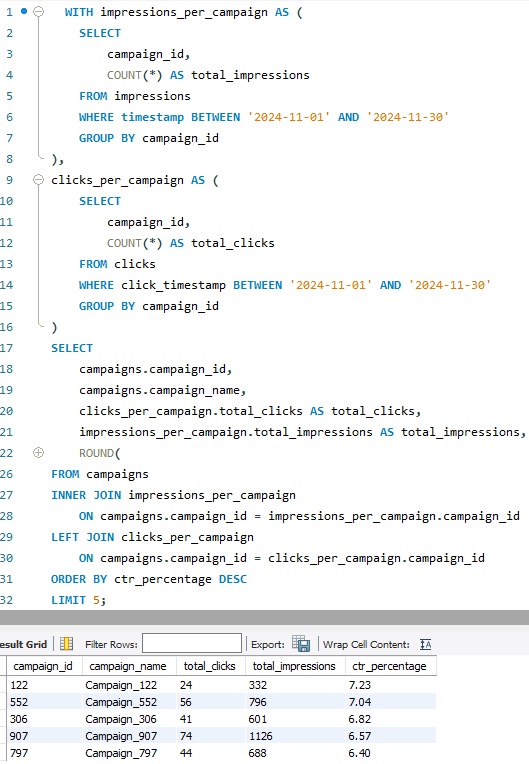 1 WITH impressions_per_campaign AS (
2 SELECT
3 campaign_id,
4 COUNT(*) AS total_impressions
5 FROM impressions
6 WHERE timestamp BETWEEN '2024-11-01' AND '2024-11-30'
7 GROUP BY campaign_id
8 ),
9 clicks_per_campaign AS (
10 SELECT
11 campaign_id,
12 COUNT(*) AS total_clicks
13 FROM clicks
14 WHERE click_timestamp BETWEEN '2024-11-01' AND '2024-11-30'
15 GROUP BY campaign_id
16 )
17 SELECT
18 campaigns.campaign_id,
19 campaigns.campaign_name,
20 clicks_per_campaign.total_clicks AS total_clicks,
21 impressions_per_campaign.total_impressions AS total_impressions,
22 ROUND(
26 FROM campaigns
27 INNER JOIN impressions_per_campaign
28 ON campaigns.campaign_id = impressions_per_campaign.campaign_id
29 LEFT JOIN clicks_per_campaign
30 ON campaigns.campaign_id = clicks_per_campaign.campaign_id
31 ORDER BY ctr_percentage DESC
32 LIMIT 5;
esult Grid Filter Rows: Export: Wrap Cell Content: IA
campaign_id campaign_name total_clicks total_impressions ctr_percentage
122 Campaign_122 24 332 7.23
552 Campaign_552 56 796 7.04
306 Campaign_306 41 601 6.82
907 Campaign_907 74 1126 6.57
797 Campaign_797 44 688 6.40